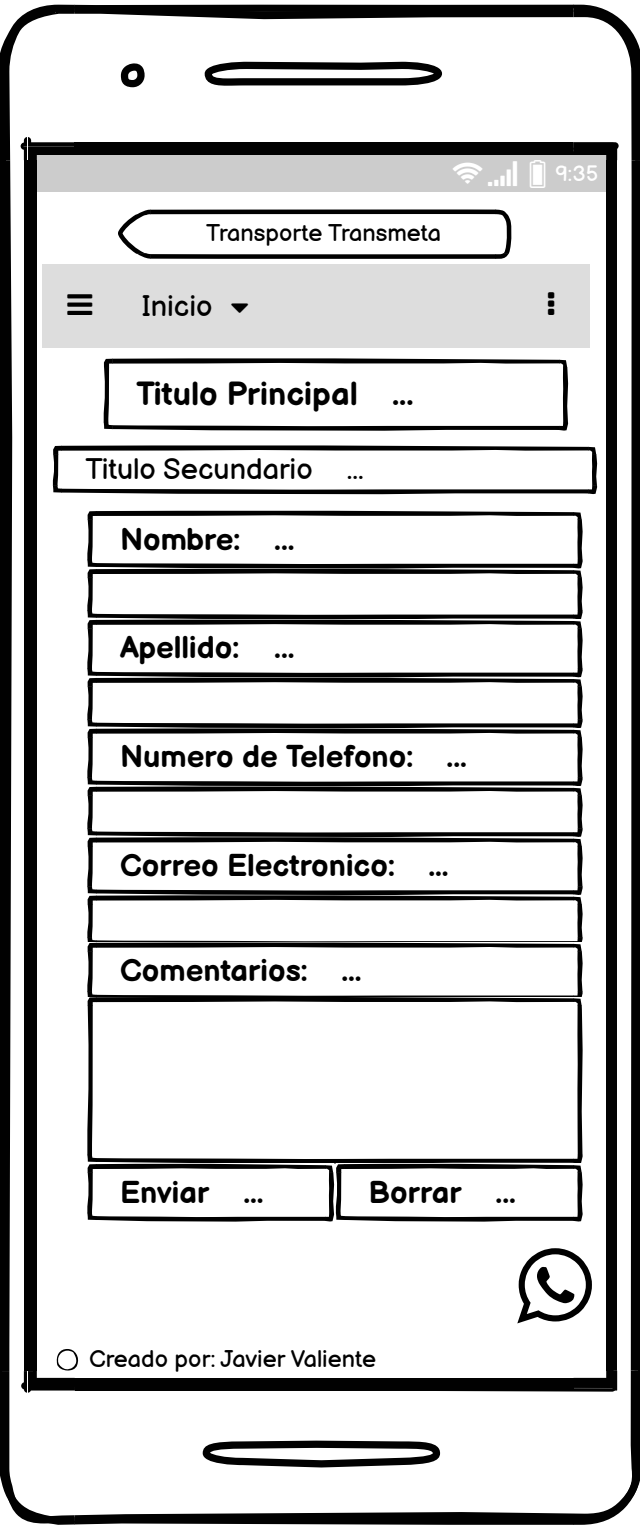 9:35
Transporte Transmeta
Inicio
Titulo Principal ...
Titulo Secundario ...
Nombre: ...
Apellido: ...
Numero de Telefono: ...
Correo Electronico: ...
Comentarios: ...
Enviar ... Borrar ...
Creado por: Javier Valiente